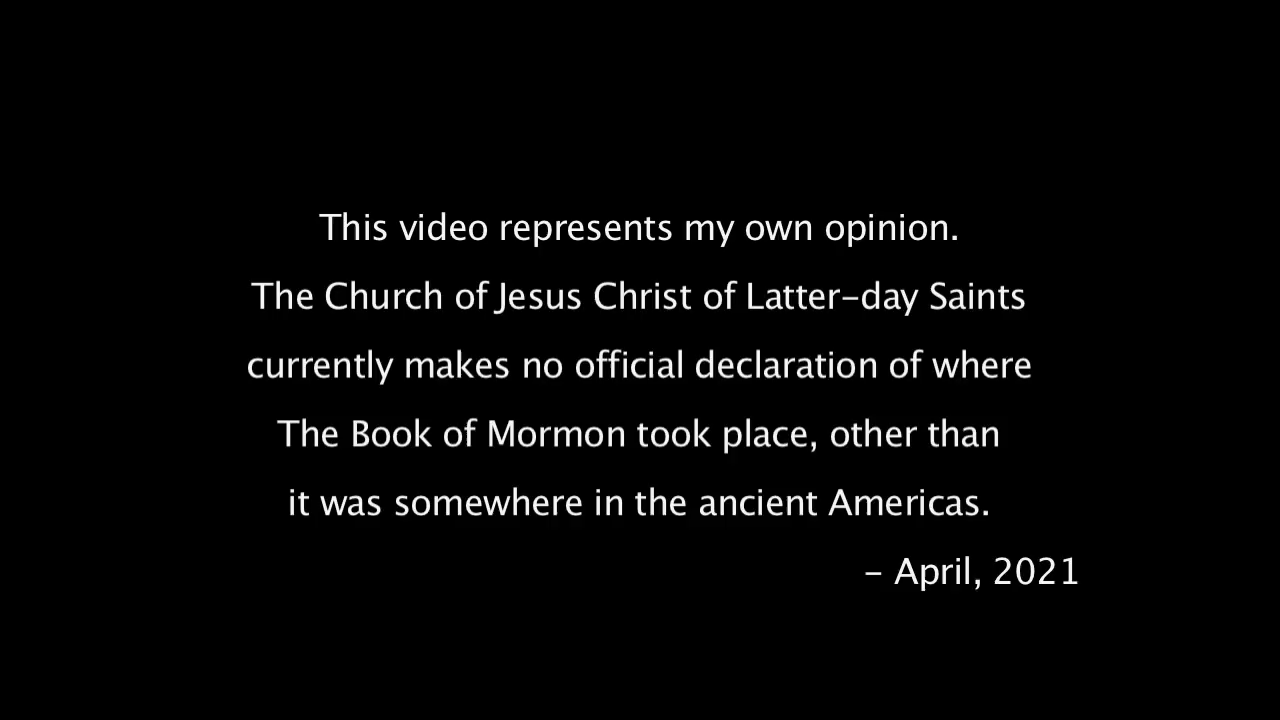 This video represents my own opinion.
The Church of Jesus Christ of Latter-day Saints
currently makes no official declaration of where
The Book of Mormon took place, other than
it was somewhere in the ancient Americas.
- April, 2021